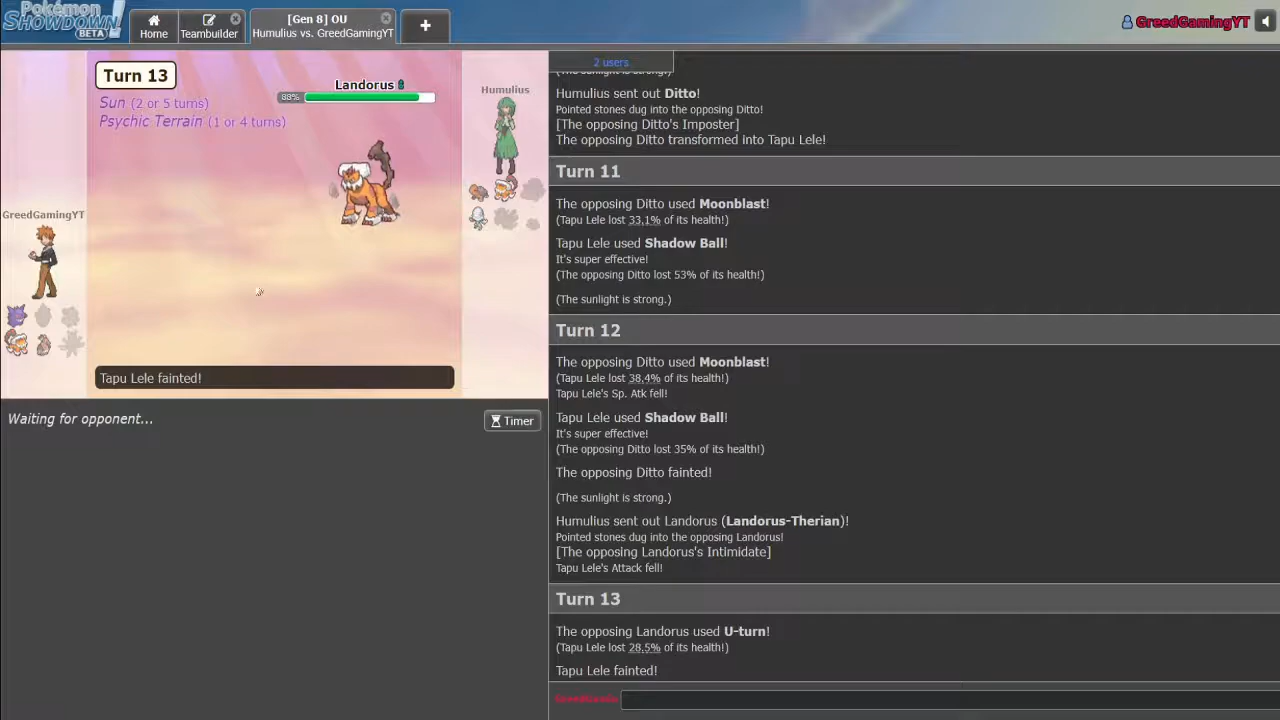 Pokémon
SHOWDOWN!
BETA
Home
Teambuilder
[Gen 8] OU
Humulius vs. GreedGamingYT
+
GreedGamingYT
Turn 13
Sun (2 or 5 turns)
Psychic Terrain (1 or 4 turns)
Landorus
88%
Humulius
GreedGamingYT
Tapu Lele fainted!
Waiting for opponent...
Timer
2 users
(The sunlight is strong.)
Humulius sent out Ditto!
Pointed stones dug into the opposing Ditto!
[The opposing Ditto's Imposter]
The opposing Ditto transformed into Tapu Lele!
Turn 11
The opposing Ditto used Moonblast!
(Tapu Lele lost 33.1% of its health!)
Tapu Lele used Shadow Ball!
It's super effective!
(The opposing Ditto lost 53% of its health!)
(The sunlight is strong.)
Turn 12
The opposing Ditto used Moonblast!
(Tapu Lele lost 38.4% of its health!)
Tapu Lele's Sp. Atk fell!
Tapu Lele used Shadow Ball!
It's super effective!
(The opposing Ditto lost 35% of its health!)
The opposing Ditto fainted!
(The sunlight is strong.)
Humulius sent out Landorus (Landorus-Therian)!
Pointed stones dug into the opposing Landorus!
[The opposing Landorus's Intimidate]
Tapu Lele's Attack fell!
Turn 13
The opposing Landorus used U-turn!
(Tapu Lele lost 28.5% of its health!)
Tapu Lele fainted!